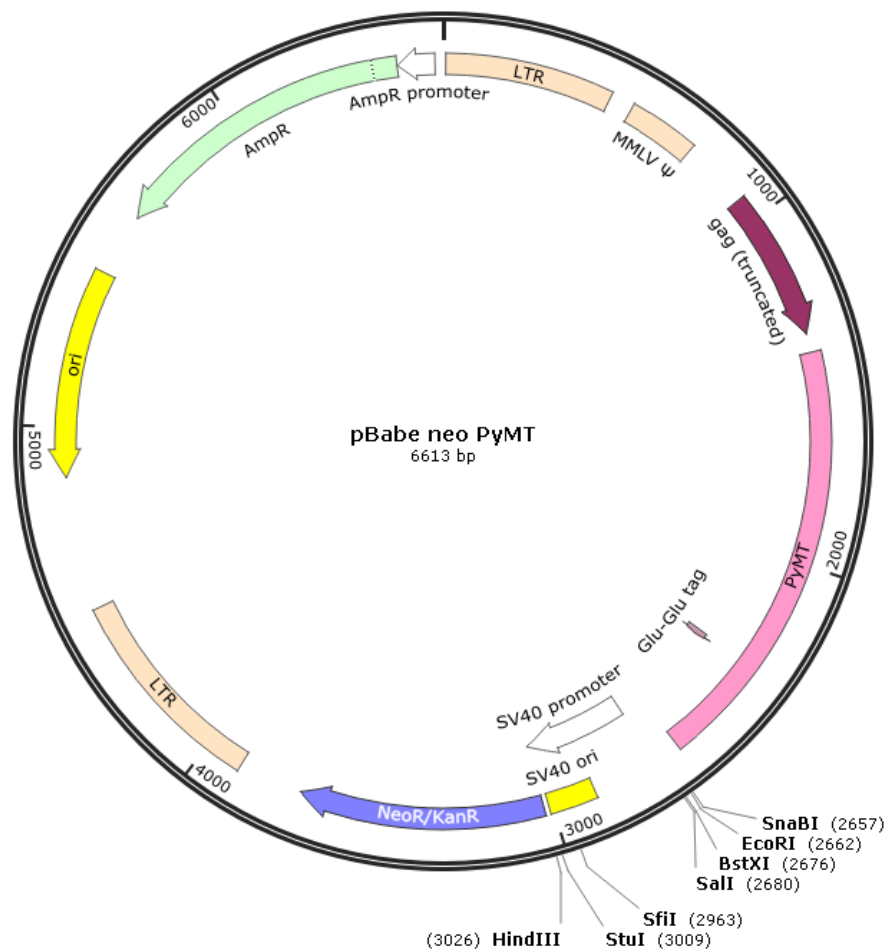 LTR
AmpR promoter
MMLV Ψ
6000
AmpR
1000
gag (truncated)
ori
pBabe neo PyMT
6613 bp
5000
2000
PyMT
Glu-Glu tag
SV40 promoter
LTR
SV40 ori
4000
NeoR/KanR
3000
SnaBI (2657)
EcoRI (2662)
BstXI (2676)
SalI (2680)
SfiI (2963)
StuI (3009)
(3026) HindIII